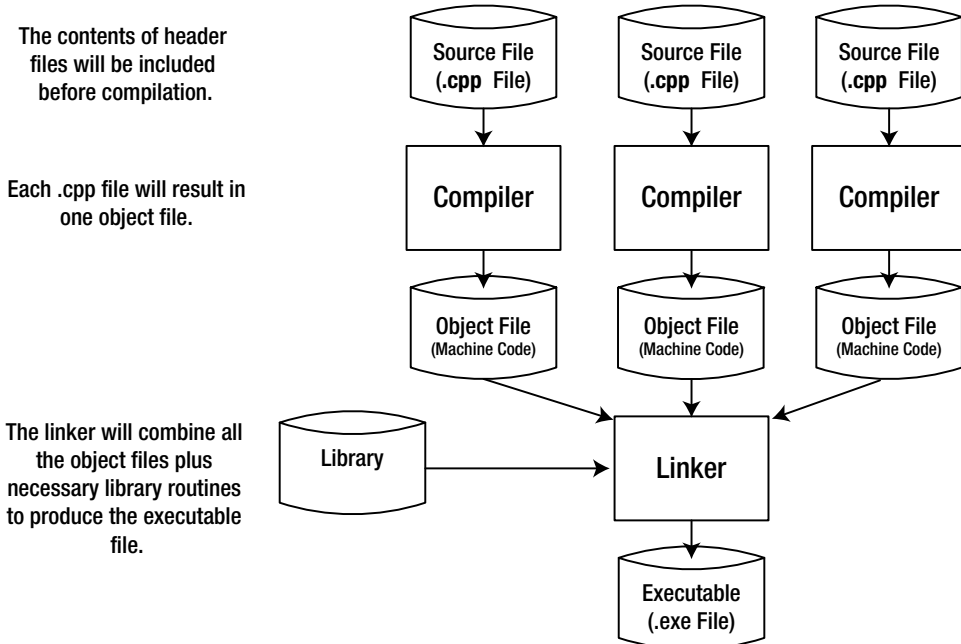 The contents of header
files will be included
before compilation.
Source File
(.cpp File)
Source File
(.cpp File)
Source File
(.cpp File)
Each .cpp file will result in
one object file.
Compiler
Compiler
Compiler
Object File
(Machine Code)
Object File
(Machine Code)
Object File
(Machine Code)
The linker will combine all
the object files plus
necessary library routines
to produce the executable
file.
Library
Linker
Executable
(.exe File)